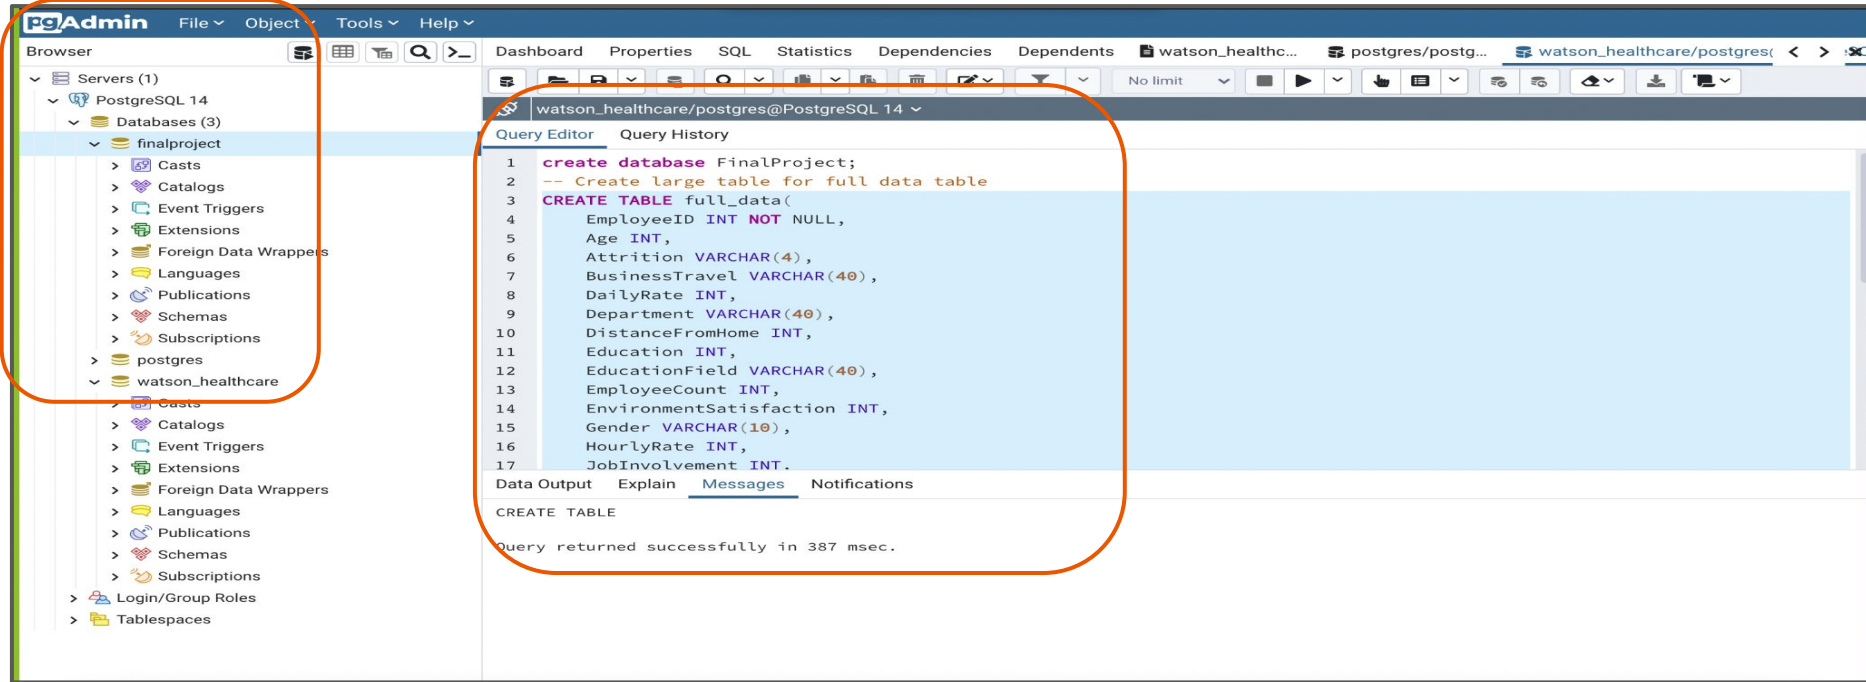 pgAdmin File Object Tools Help
Browser
Servers (1)
PostgreSQL 14
Databases (3)
finalproject
Casts
Catalogs
Event Triggers
Extensions
Foreign Data Wrappers
Languages
Publications
Schemas
Subscriptions
postgres
watson_healthcare
Casts
Catalogs
Event Triggers
Extensions
Foreign Data Wrappers
Languages
Publications
Schemas
Subscriptions
Login/Group Roles
Tablespaces
Dashboard Properties SQL Statistics Dependencies Dependents watson_healthc... postgres/postg... watson_healthcare/postgres
No limit
watson_healthcare/postgres@PostgreSQL 14
Query Editor Query History
1 create database FinalProject;
2 -- Create large table for full data table
3 CREATE TABLE full_data(
4 EmployeeID INT NOT NULL,
5 Age INT,
6 Attrition VARCHAR(4),
7 BusinessTravel VARCHAR(40),
8 DailyRate INT,
9 Department VARCHAR(40),
10 DistanceFromHome INT,
11 Education INT,
12 EducationField VARCHAR(40),
13 EmployeeCount INT,
14 EnvironmentSatisfaction INT,
15 Gender VARCHAR(10),
16 HourlyRate INT,
17 JobInvolvement INT,
Data Output Explain Messages Notifications
CREATE TABLE
Query returned successfully in 387 msec.